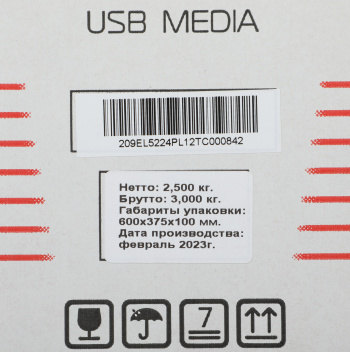 USB MEDIA
209EL5224PL12TC000842
Нетто: 2,500 кг.
Брутто: 3,000 кг.
Габариты упаковки:
600x375x100 мм.
Дата производства:
февраль 2023г.
7